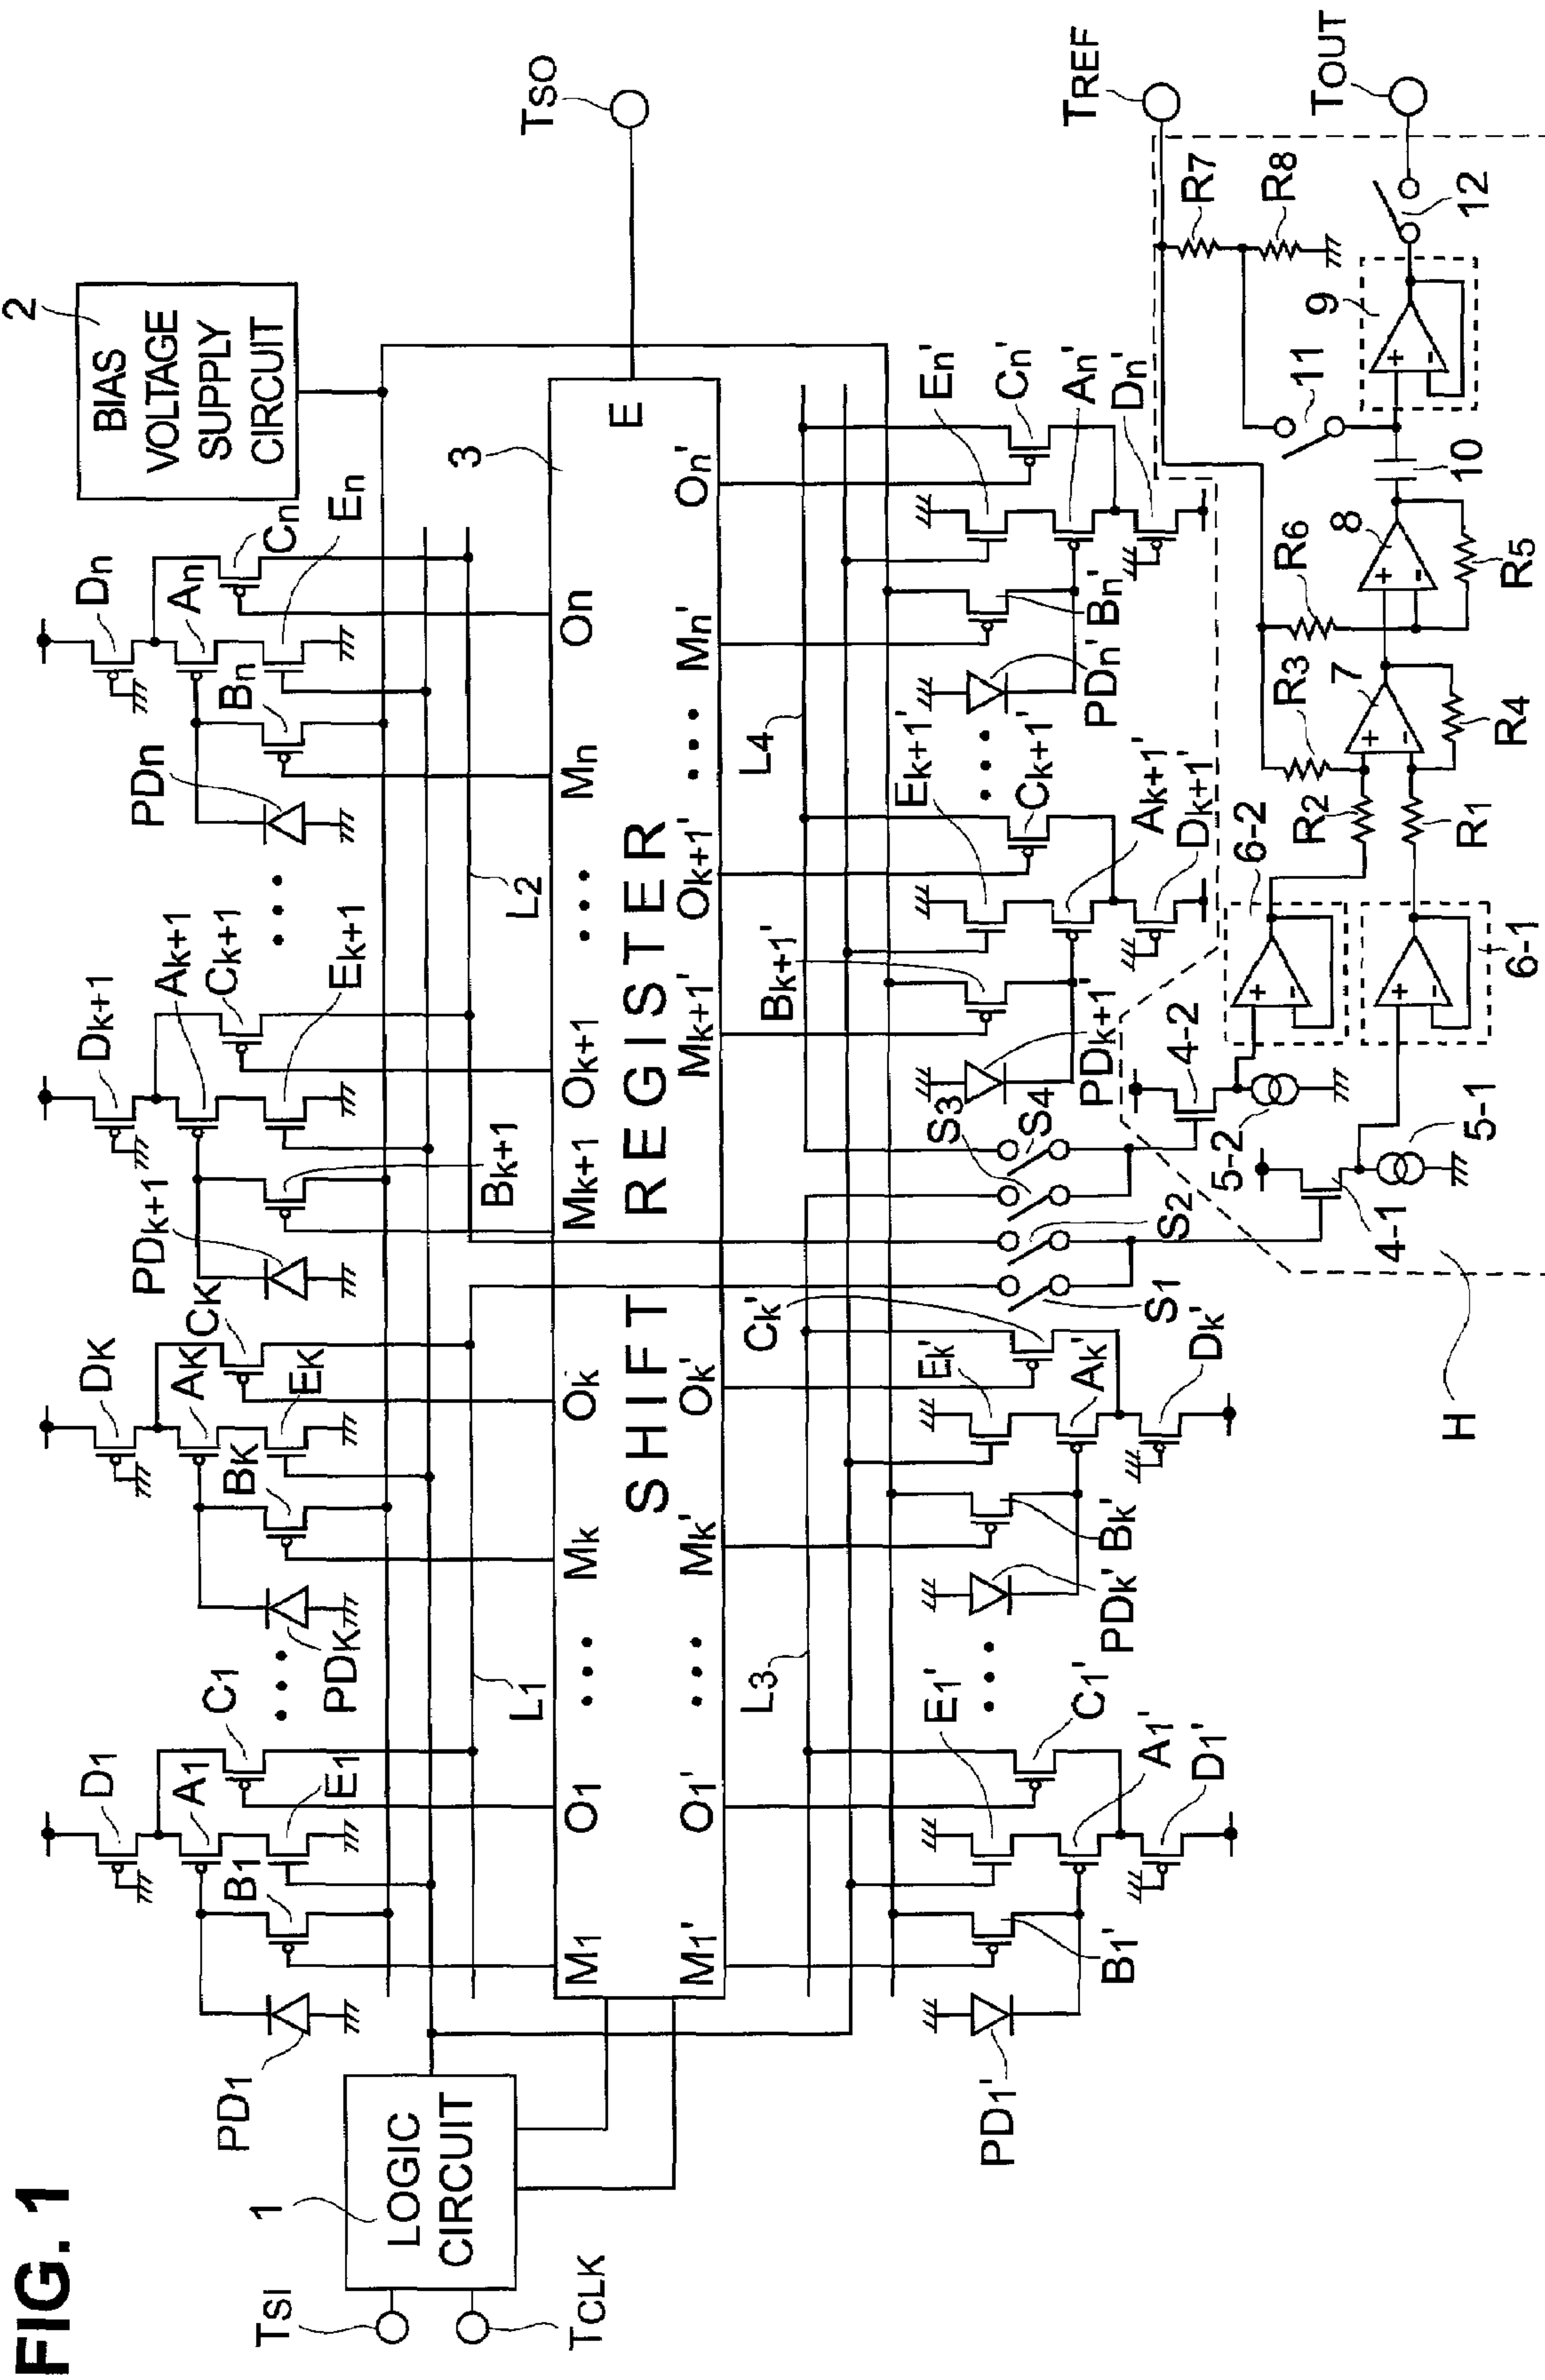 FIG. 1
TSI
TCLK
1
LOGIC
CIRCUIT
2
BIAS
VOLTAGE
SUPPLY
CIRCUIT
D1
A1
C1
B1
E1
PD1
DK
AK
CK
BK
EK
PDK
Dk+1
Ak+1
Ck+1
Ek+1
Bk+1
PDk+1
Dn
An
Cn
Bn
En
PDn
L1
L2
3
M1
O1
Mk
Ok
Mk+1
Ok+1
Mn
On
SHIFT REGISTER
E
TSO
M1'
O1'
Mk'
Ok'
Mk+1'
Ok+1'
Mn'
On'
L3
L4
E1'
C1'
A1'
D1'
B1'
PD1'
Ek'
Ck'
Ak'
Dk'
Bk'
PDk'
S1
S2
S3
S4
Bk+1'
Ek+1'
Ck+1'
Ak+1'
Dk+1'
PDk+1'
En'
Cn'
An'
Dn'
Bn'
PDn'
TREF
TOUT
H
4-1
4-2
5-1
5-2
6-1
6-2
R1
R2
R3
R4
7
R5
R6
8
10
11
9
R7
R8
12